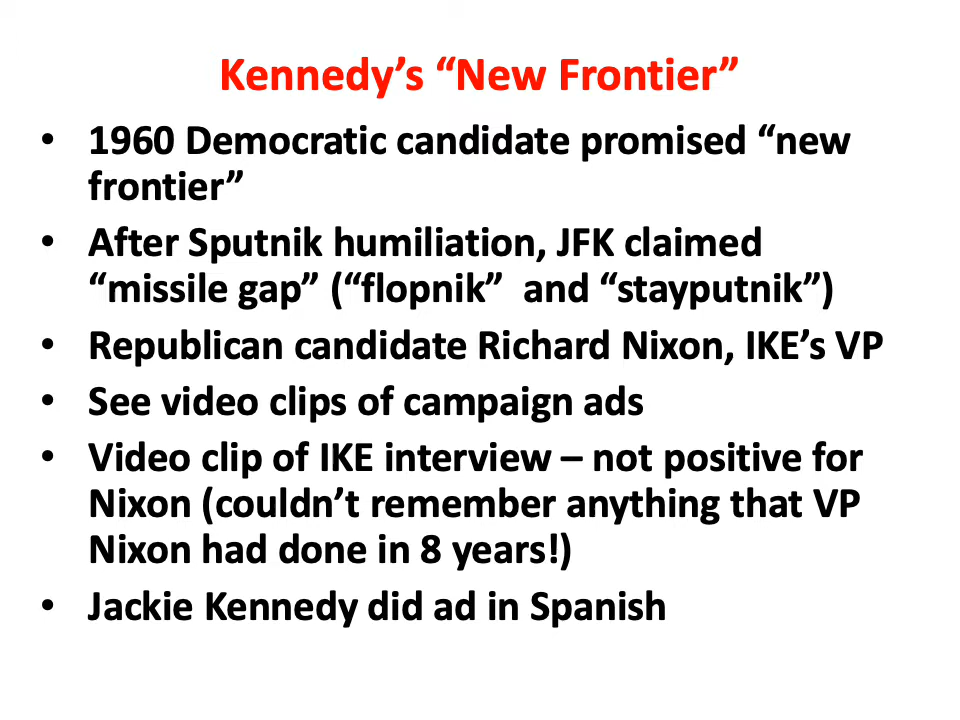 Kennedy’s “New Frontier”
• 1960 Democratic candidate promised “new
frontier”
• After Sputnik humiliation, JFK claimed
“missile gap” (“flopnik”  and “stayputnik”)
• Republican candidate Richard Nixon, IKE’s VP
• See video clips of campaign ads
• Video clip of IKE interview – not positive for
Nixon (couldn’t remember anything that VP
Nixon had done in 8 years!)
• Jackie Kennedy did ad in Spanish